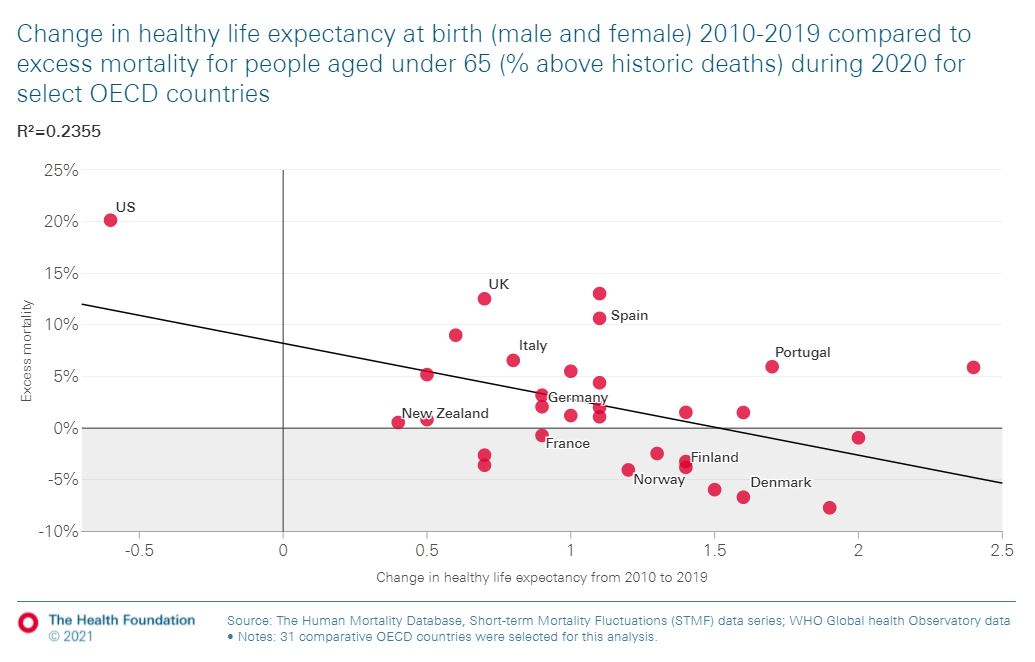 Change in healthy life expectancy at birth (male and female) 2010-2019 compared to
excess mortality for people aged under 65 (% above historic deaths) during 2020 for
select OECD countries
R²=0.2355
25%
US
20%
15%
UK
Spain
10%
Italy
Portugal
5%
Germany
New Zealand
0%
France
Finland
-5%
Norway
Denmark
-10%
Excess mortality
-0.5 0 0.5 1 1.5 2 2.5
Change in healthy life expectancy from 2010 to 2019
The Health Foundation
© 2021
Source: The Human Mortality Database, Short-term Mortality Fluctuations (STMF) data series; WHO Global health Observatory data
• Notes: 31 comparative OECD countries were selected for this analysis.